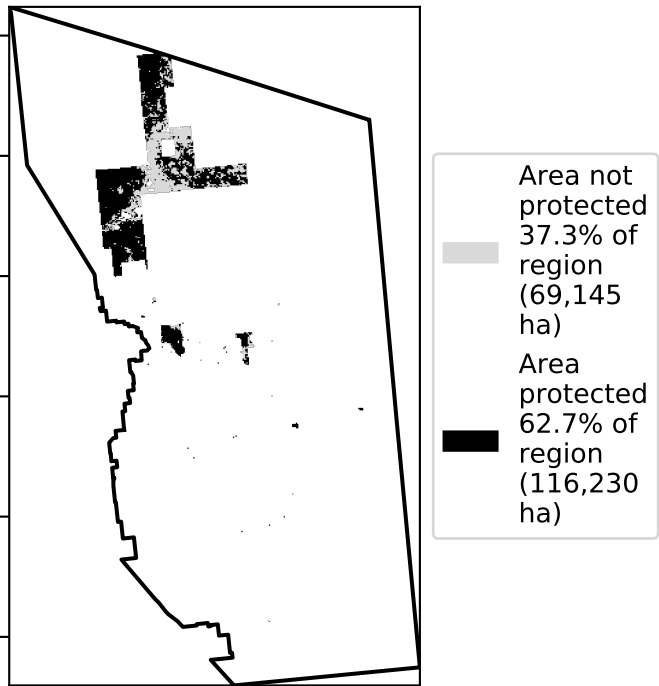 Area not
protected
37.3% of
region
(69,145
ha)
Area
protected
62.7% of
region
(116,230
ha)